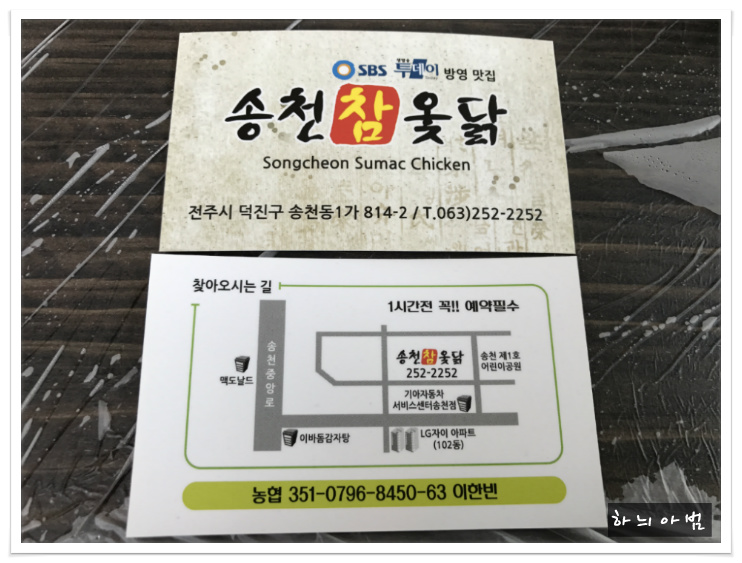 SBS 생방송 투데이 방영 맛집
송천참옻닭
Songcheon Sumac Chicken
전주시 덕진구 송천동1가 814-2 / T.063)252-2252
찾아오시는 길
1시간전 꼭!! 예약필수
송천중앙로
맥도날드
송천참옻닭
252-2252
송천 제1호
어린이공원
기아자동차
서비스센터송천점
이바돔감자탕
LG자이 아파트
(102동)
농협 351-0796-8450-63 이한빈
하늬아범